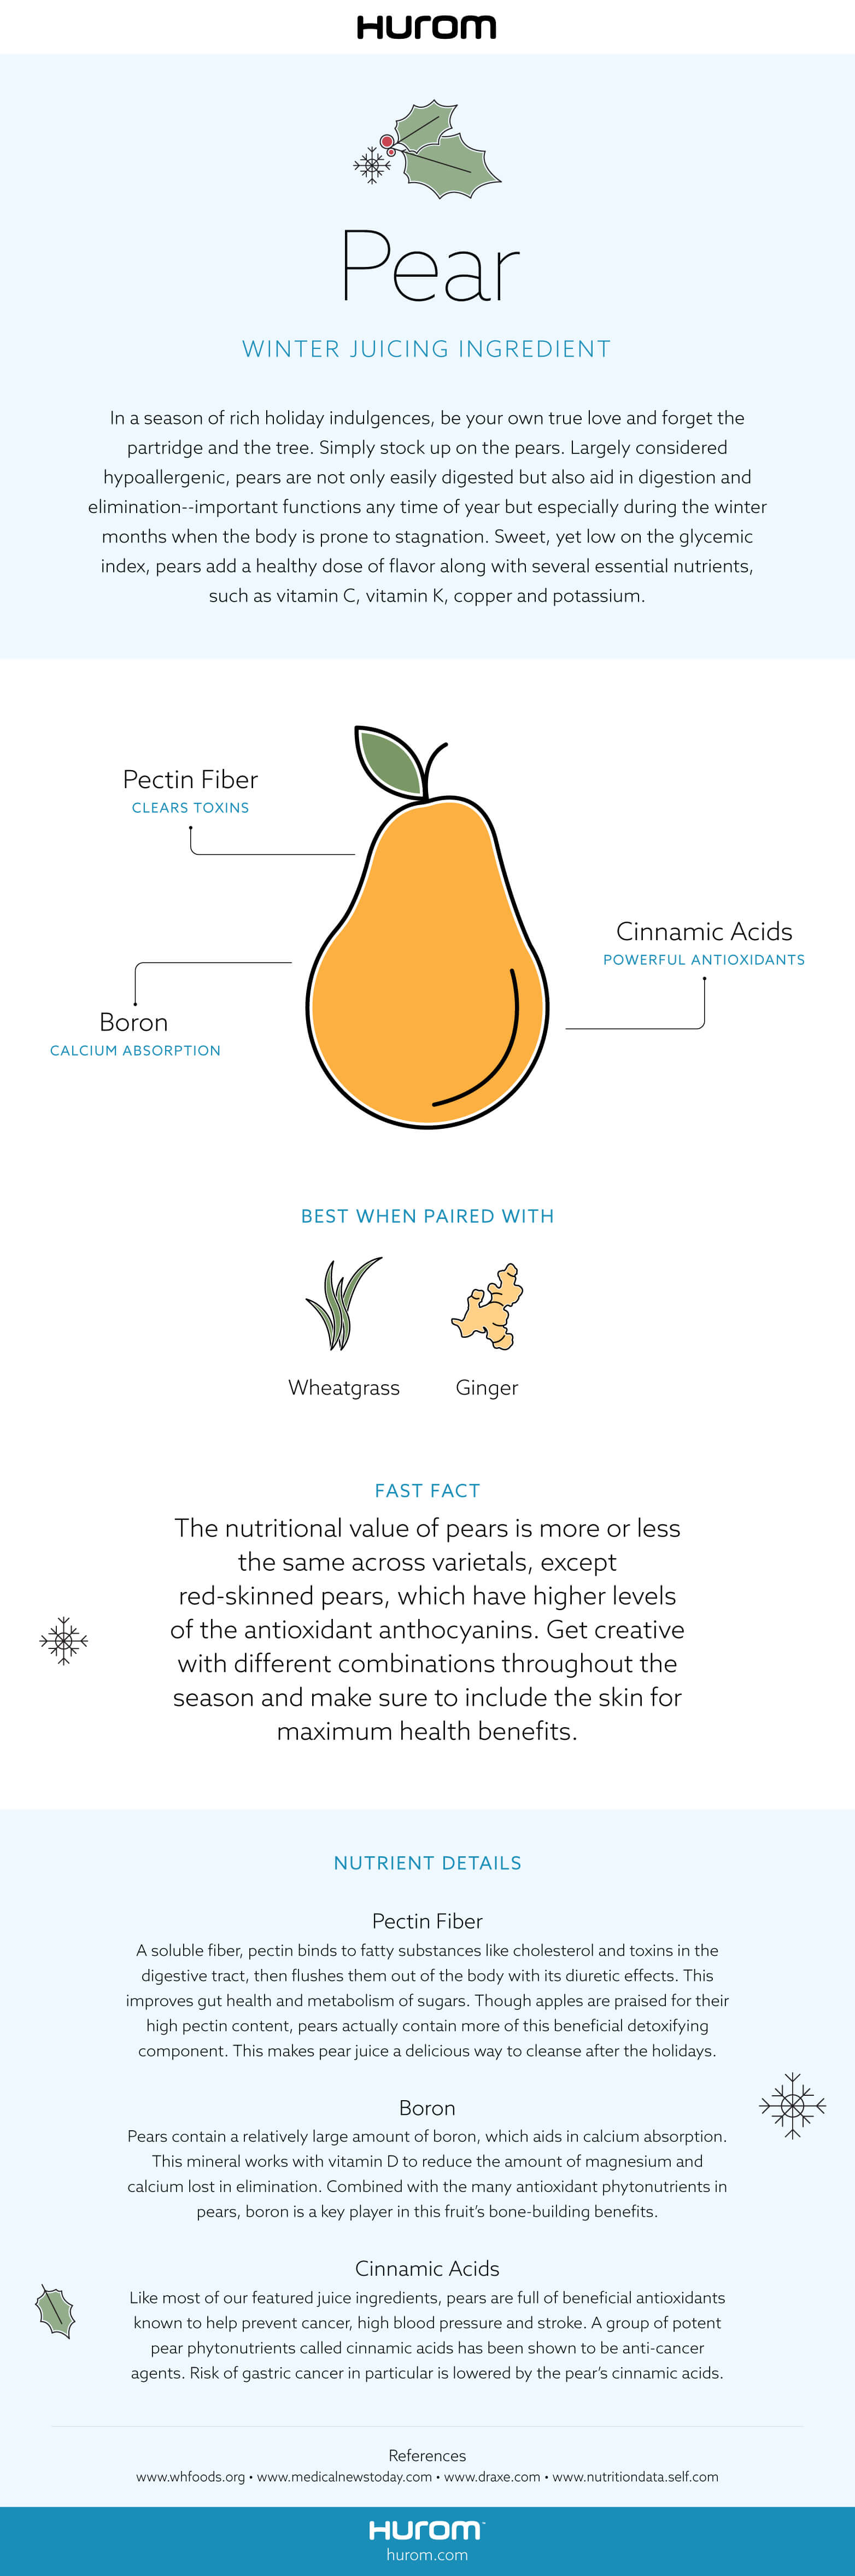 Hurom
Pear
WINTER JUICING INGREDIENT
In a season of rich holiday indulgences, be your own true love and forget the
partridge and the tree. Simply stock up on the pears. Largely considered
hypoallergenic, pears are not only easily digested but also aid in digestion and
elimination--important functions any time of year but especially during the winter
months when the body is prone to stagnation. Sweet, yet low on the glycemic
index, pears add a healthy dose of flavor along with several essential nutrients,
such as vitamin C, vitamin K, copper and potassium.
Pectin Fiber
CLEARS TOXINS
Cinnamic Acids
POWERFUL ANTIOXIDANTS
Boron
CALCIUM ABSORPTION
BEST WHEN PAIRED WITH
Wheatgrass
Ginger
FAST FACT
The nutritional value of pears is more or less
the same across varietals, except
red-skinned pears, which have higher levels
of the antioxidant anthocyanins. Get creative
with different combinations throughout the
season and make sure to include the skin for
maximum health benefits.
NUTRIENT DETAILS
Pectin Fiber
A soluble fiber, pectin binds to fatty substances like cholesterol and toxins in the
digestive tract, then flushes them out of the body with its diuretic effects. This
improves gut health and metabolism of sugars. Though apples are praised for their
high pectin content, pears actually contain more of this beneficial detoxifying
component. This makes pear juice a delicious way to cleanse after the holidays.
Boron
Pears contain a relatively large amount of boron, which aids in calcium absorption.
This mineral works with vitamin D to reduce the amount of magnesium and
calcium lost in elimination. Combined with the many antioxidant phytonutrients in
pears, boron is a key player in this fruit's bone-building benefits.
Cinnamic Acids
Like most of our featured juice ingredients, pears are full of beneficial antioxidants
known to help prevent cancer, high blood pressure and stroke. A group of potent
pear phytonutrients called cinnamic acids has been shown to be anti-cancer
agents. Risk of gastric cancer in particular is lowered by the pear's cinnamic acids.
References
www.whfoods.org • www.medicalnewstoday.com • www.draxe.com • www.nutritiondata.self.com
Hurom™
hurom.com